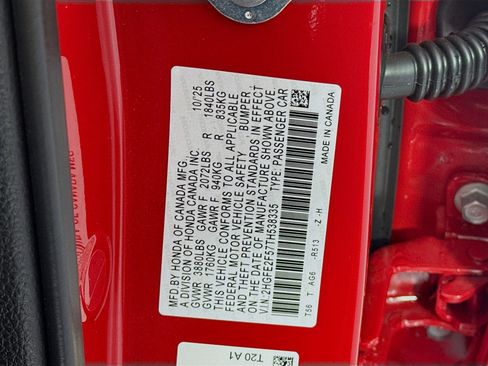 MFD.BY HONDA OF CANADA MFG. 10/25
A DIVISION OF HONDA CANADA INC.
GVWR 3880LBS GAWR F 2072LBS R 1840LBS
GVWR 1760KG GAWR F 940KG R 835KG
THIS VEHICLE CONFORMS TO ALL APPLICABLE
FEDERAL MOTOR VEHICLE SAFETY, BUMPER,
AND THEFT PREVENTION STANDARDS IN EFFECT
ON THE DATE OF MANUFACTURE SHOWN ABOVE.
V.I.N.:2HGFE2F57TH538335 TYPE:PASSENGER CAR
T56 T AG6 -R513 -Z -H MADE IN CANADA
T20 A1